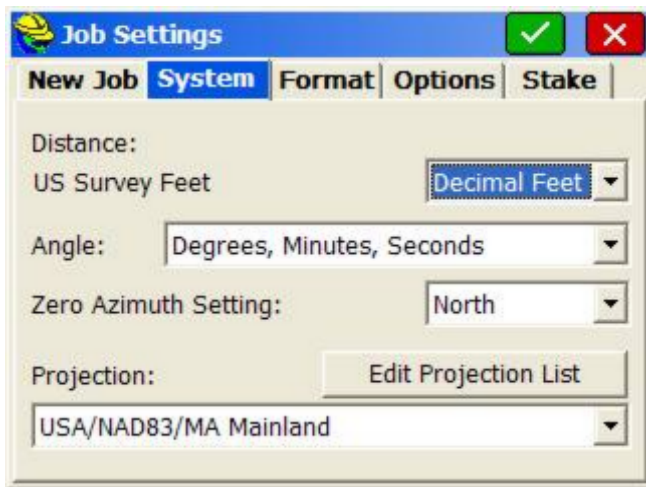 Job Settings
New Job System Format Options Stake
Distance:
US Survey Feet Decimal Feet
Angle: Degrees, Minutes, Seconds
Zero Azimuth Setting: North
Projection: Edit Projection List
USA/NAD83/MA Mainland